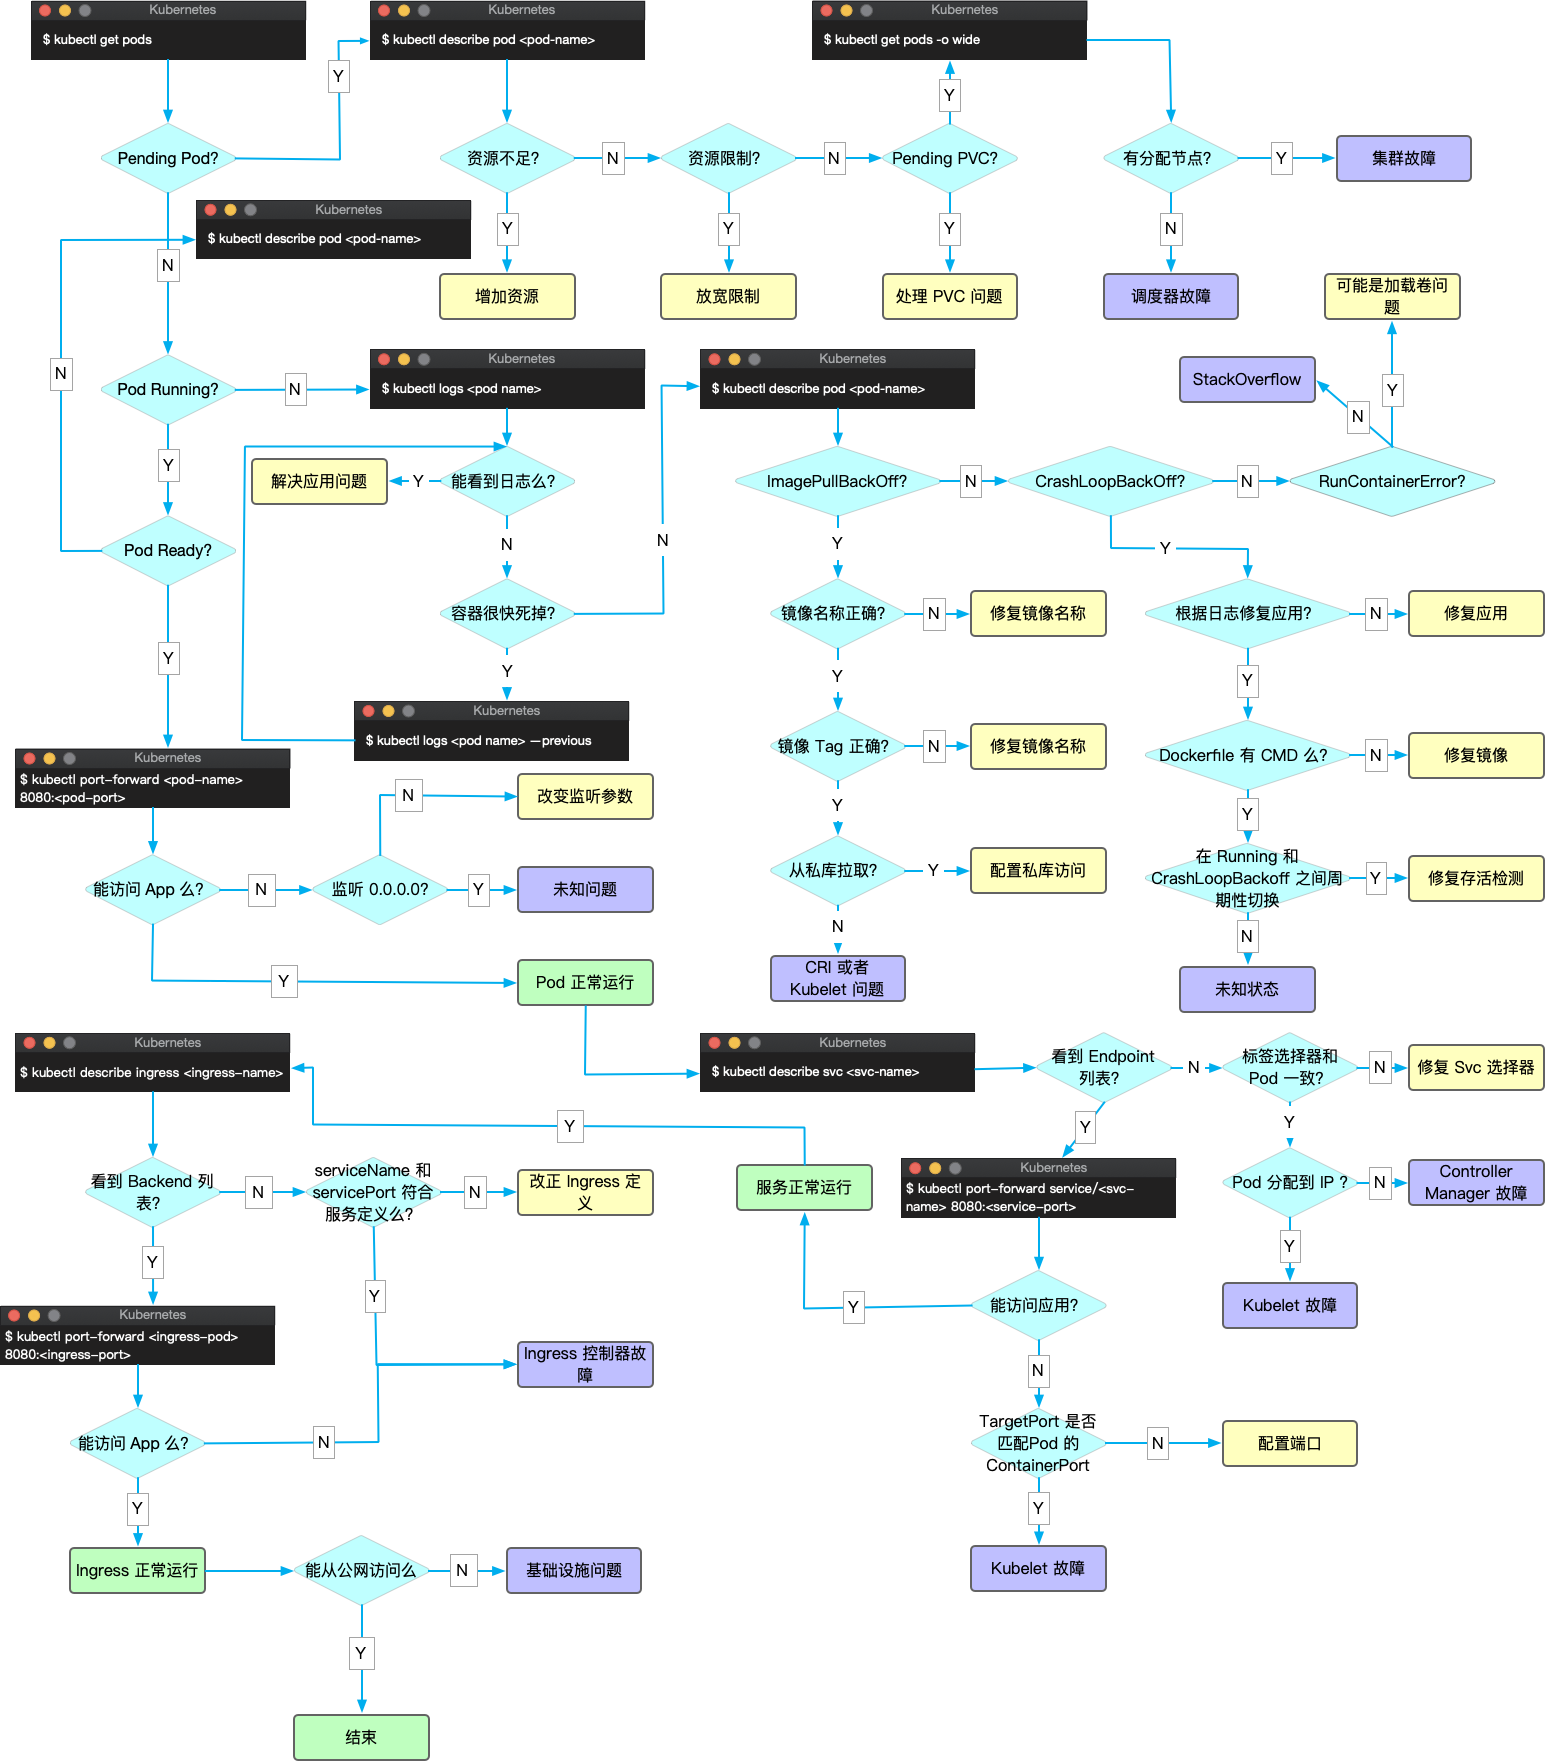 Kubernetes
$ kubectl get pods
Kubernetes
$ kubectl describe pod <pod-name>
Kubernetes
$ kubectl get pods -o wide
Y
Y
Pending Pod?
资源不足?
N
资源限制?
N
Pending PVC?
有分配节点?
Y
集群故障
Kubernetes
$ kubectl describe pod <pod-name>
Y
Y
Y
N
N
增加资源
放宽限制
处理 PVC 问题
调度器故障
可能是加载卷问
题
N
Pod Running?
N
Kubernetes
$ kubectl logs <pod name>
Kubernetes
$ kubectl describe pod <pod-name>
StackOverflow
N
Y
Y
解决应用问题
Y
能看到日志么?
ImagePullBackOff?
N
CrashLoopBackOff?
N
RunContainerError?
Pod Ready?
N
N
Y
Y
容器很快死掉?
镜像名称正确?
N
修复镜像名称
根据日志修复应用?
N
修复应用
Y
Y
Y
Y
Kubernetes
$ kubectl logs <pod name> —previous
镜像 Tag 正确?
N
修复镜像名称
Dockerfile 有 CMD 么?
N
修复镜像
Kubernetes
$ kubectl port-forward <pod-name>
8080:<pod-port>
N
改变监听参数
Y
Y
能访问 App 么?
N
监听 0.0.0.0?
Y
未知问题
从私库拉取?
Y
配置私库访问
在 Running 和
CrashLoopBackoff 之间周
期性切换
Y
修复存活检测
N
N
Y
Pod 正常运行
CRI 或者
Kubelet 问题
未知状态
Kubernetes
$ kubectl describe ingress <ingress-name>
Kubernetes
$ kubectl describe svc <svc-name>
看到 Endpoint
列表?
N
标签选择器和
Pod 一致?
N
修复 Svc 选择器
Y
Y
Y
看到 Backend 列
表?
N
serviceName 和
servicePort 符合
服务定义么?
N
改正 Ingress 定
义
服务正常运行
Kubernetes
$ kubectl port-forward service/<svc-
name> 8080:<service-port>
Pod 分配到 IP ?
N
Controller
Manager 故障
Y
Y
Y
Kubelet 故障
Kubernetes
$ kubectl port-forward <ingress-pod>
8080:<ingress-port>
Y
能访问应用?
Ingress 控制器故
障
N
能访问 App 么?
N
TargetPort 是否
匹配Pod 的
ContainerPort
N
配置端口
Y
Y
Ingress 正常运行
能从公网访问么
N
基础设施问题
Kubelet 故障
Y
结束